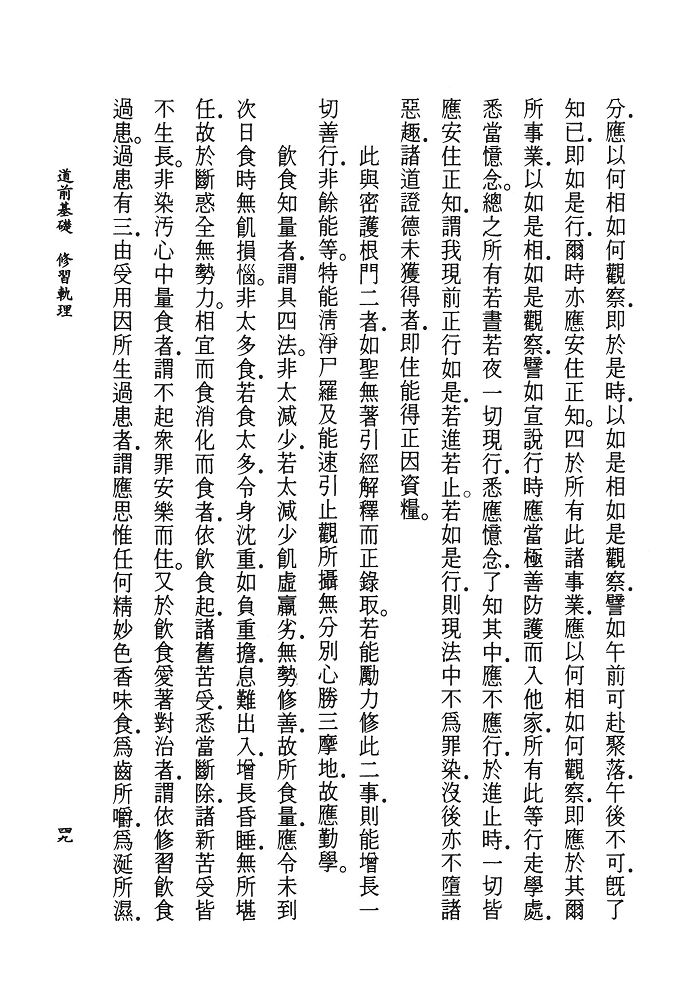 分．應以何相如何觀察．即於是時．以如是相如是觀察．譬如午前可赴聚落．午後不可．既了
知已．即如是行．爾時亦應安住正知。四於所有此諸事業．應以何相如何觀察．即應於其爾
所事業．以如是相．如是觀察．譬如宣說行時應當極善防護而入他家．所有此等行走學處．
悉當憶念。總之所有若晝若夜一切現行．悉應憶念．了知其中．應不應行．於進止時．一切皆
應安住正知．謂我現前正行如是．若進若止。若如是行．則現法中不爲罪染．沒後亦不墮諸
惡趣．諸道證德未獲得者．即住能得正因資糧。
此與密護根門二者．如聖無著引經解釋而正錄取。若能勵力修此二事．則能增長一
切善行．非餘能等。特能清淨尸羅及能速引止觀所攝無分別心勝三摩地．故應勤學。
飲食知量者．謂具四法。非太減少．若太減少飢虛羸劣．無勢修善．故所食量．應令未到
次日食時無飢損惱。非太多食．若食太多．令身沈重．如負重擔．息難出入．增長昏睡．無所堪
任．故於斷惑全無勢力。相宜而食消化而食者．依飲食起．諸舊苦受．悉當斷除．諸新苦受皆
不生長。非染汚心中量食者．謂不起衆罪安樂而住。又於飲食愛著對治者．謂依修習飲食
過患。過患有三．由受用因所生過患者．謂應思惟任何精妙色香味食．爲齒所嚼．爲涎所濕．
道前基礎　修習軌理
四九